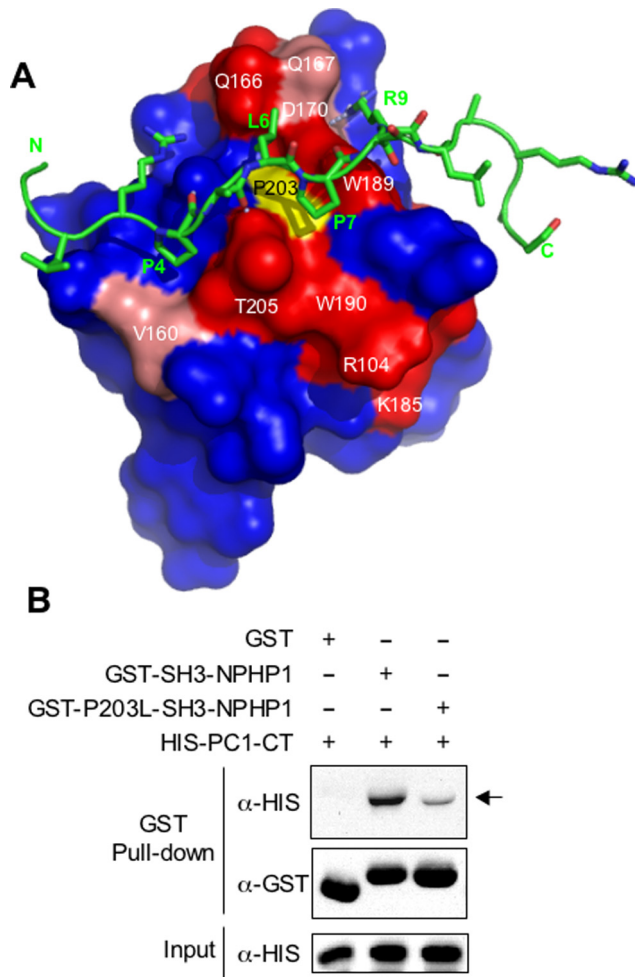 A
Q167
Q166
D170
R9
L6
N
W189
P203
P7
P4
C
T205
W190
V160
R104
K185
B
GST + – –
GST-SH3-NPHP1 – + –
GST-P203L-SH3-NPHP1 – – +
HIS-PC1-CT + + +
α-HIS
GST
Pull-down
α-GST
Input α-HIS